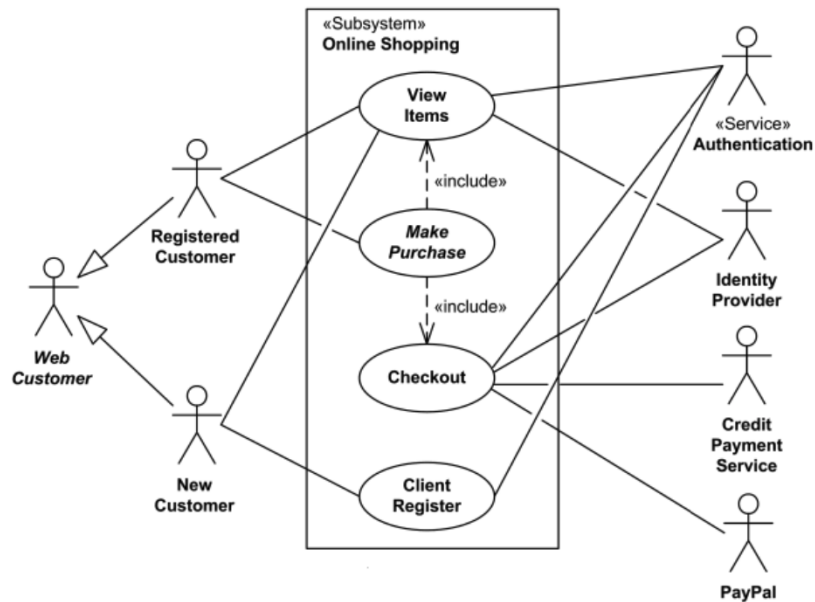 «Subsystem»
Online Shopping
View
Items
«include»
Make
Purchase
«include»
Checkout
Client
Register
Registered
Customer
Web
Customer
New
Customer
«Service»
Authentication
Identity
Provider
Credit
Payment
Service
PayPal